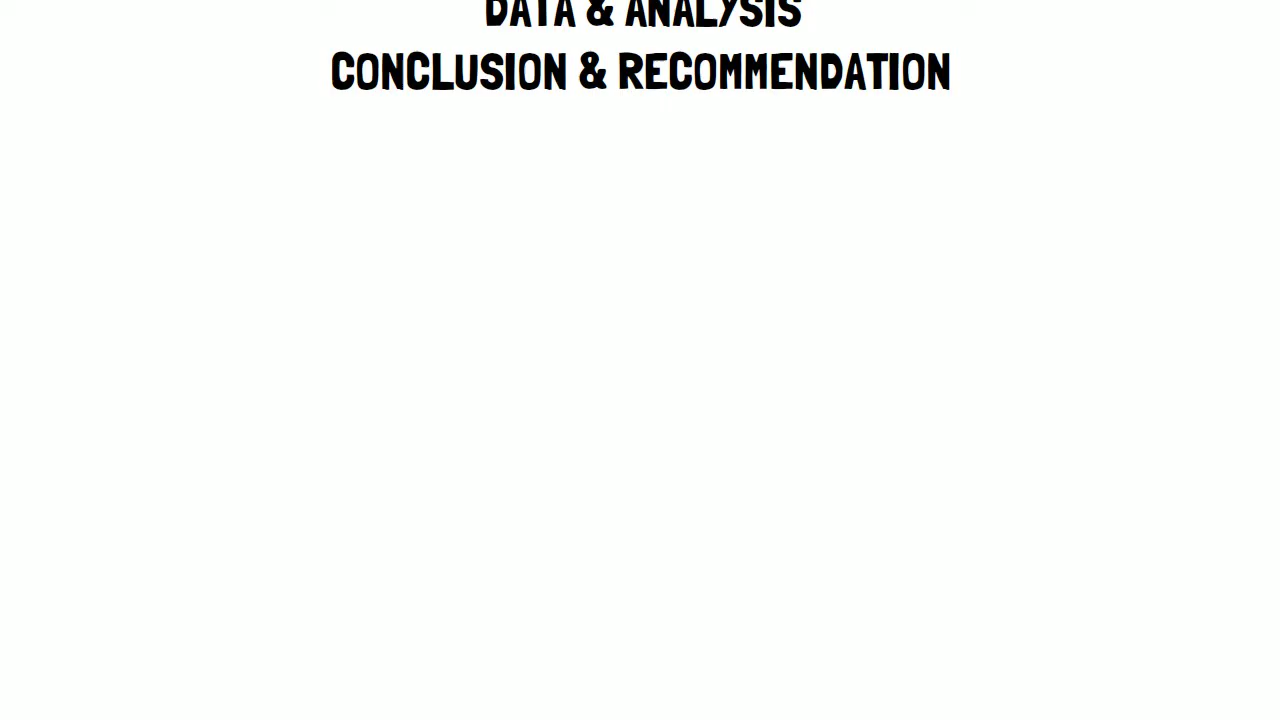 DATA & ANALYSIS
CONCLUSION & RECOMMENDATION